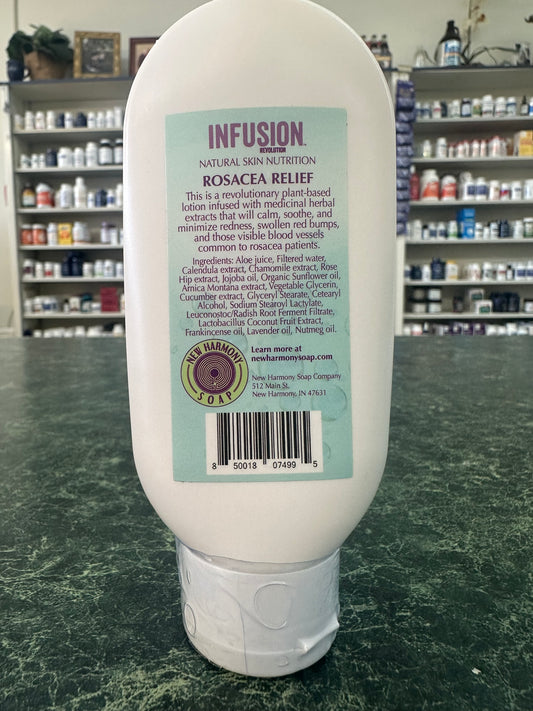 INFUSION™
REVOLUTION
NATURAL SKIN NUTRITION
ROSACEA RELIEF
This is a revolutionary plant-based
lotion infused with medicinal herbal
extracts that will calm, soothe, and
minimize redness, swollen red bumps,
and those visible blood vessels
common to rosacea patients.
Ingredients: Aloe juice, Filtered water,
Calendula extract, Chamomile extract, Rose
Hip extract, Jojoba oil, Organic Sunflower oil,
Arnica Montana extract, Vegetable Glycerin,
Cucumber extract, Glyceryl Stearate, Cetearyl
Alcohol, Sodium Stearoyl Lactylate,
Leuconostoc/Radish Root Ferment Filtrate,
Lactobacillus Coconut Fruit Extract,
Frankincense oil, Lavender oil, Nutmeg oil.
NEW HARMONY
SOAP
Learn more at
newharmonysoap.com
New Harmony Soap Company
512 Main St.
New Harmony, IN 47631
8 50018 07499 5